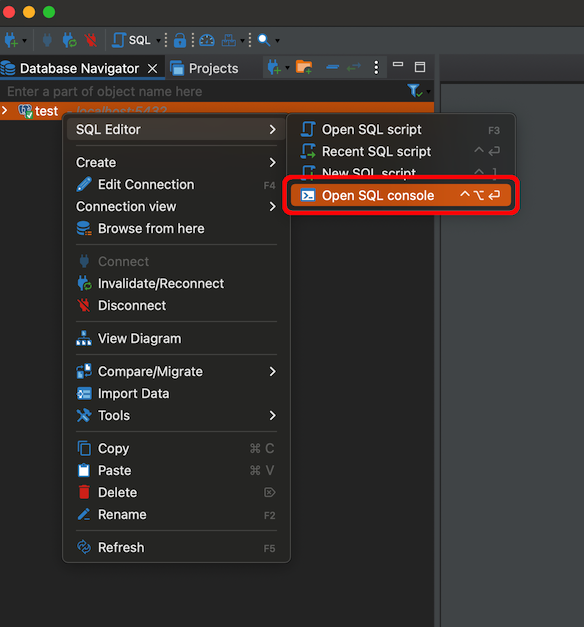 SQL
Database Navigator
Projects
Enter a part of object name here
test - localhost:5432
SQL Editor
Open SQL script F3
Recent SQL script ^ ↩
New SQL script ^ ]
Open SQL console ^ ⌥ ↩
Create
Edit Connection F4
Connection view
Browse from here
Connect
Invalidate/Reconnect
Disconnect
View Diagram
Compare/Migrate
Import Data
Tools
Copy ⌘ C
Paste ⌘ V
Delete ⌦
Rename F2
Refresh F5